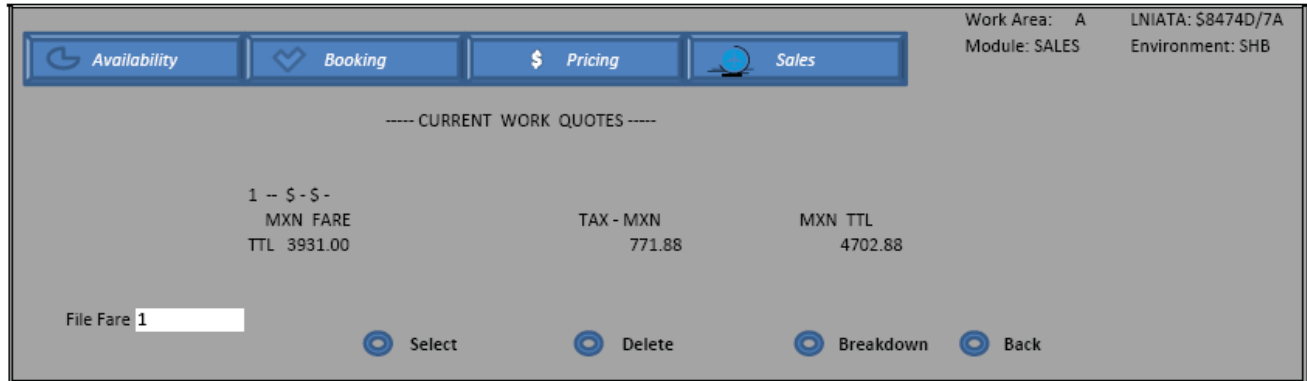 Work Area: A LNIATA: $8474D/7A
Module: SALES Environment: SHB
Availability Booking $ Pricing Sales
----- CURRENT WORK QUOTES -----
1 -- $ - $ -
MXN FARE TAX - MXN MXN TTL
TTL 3931.00 771.88 4702.88
File Fare 1
Select Delete Breakdown Back